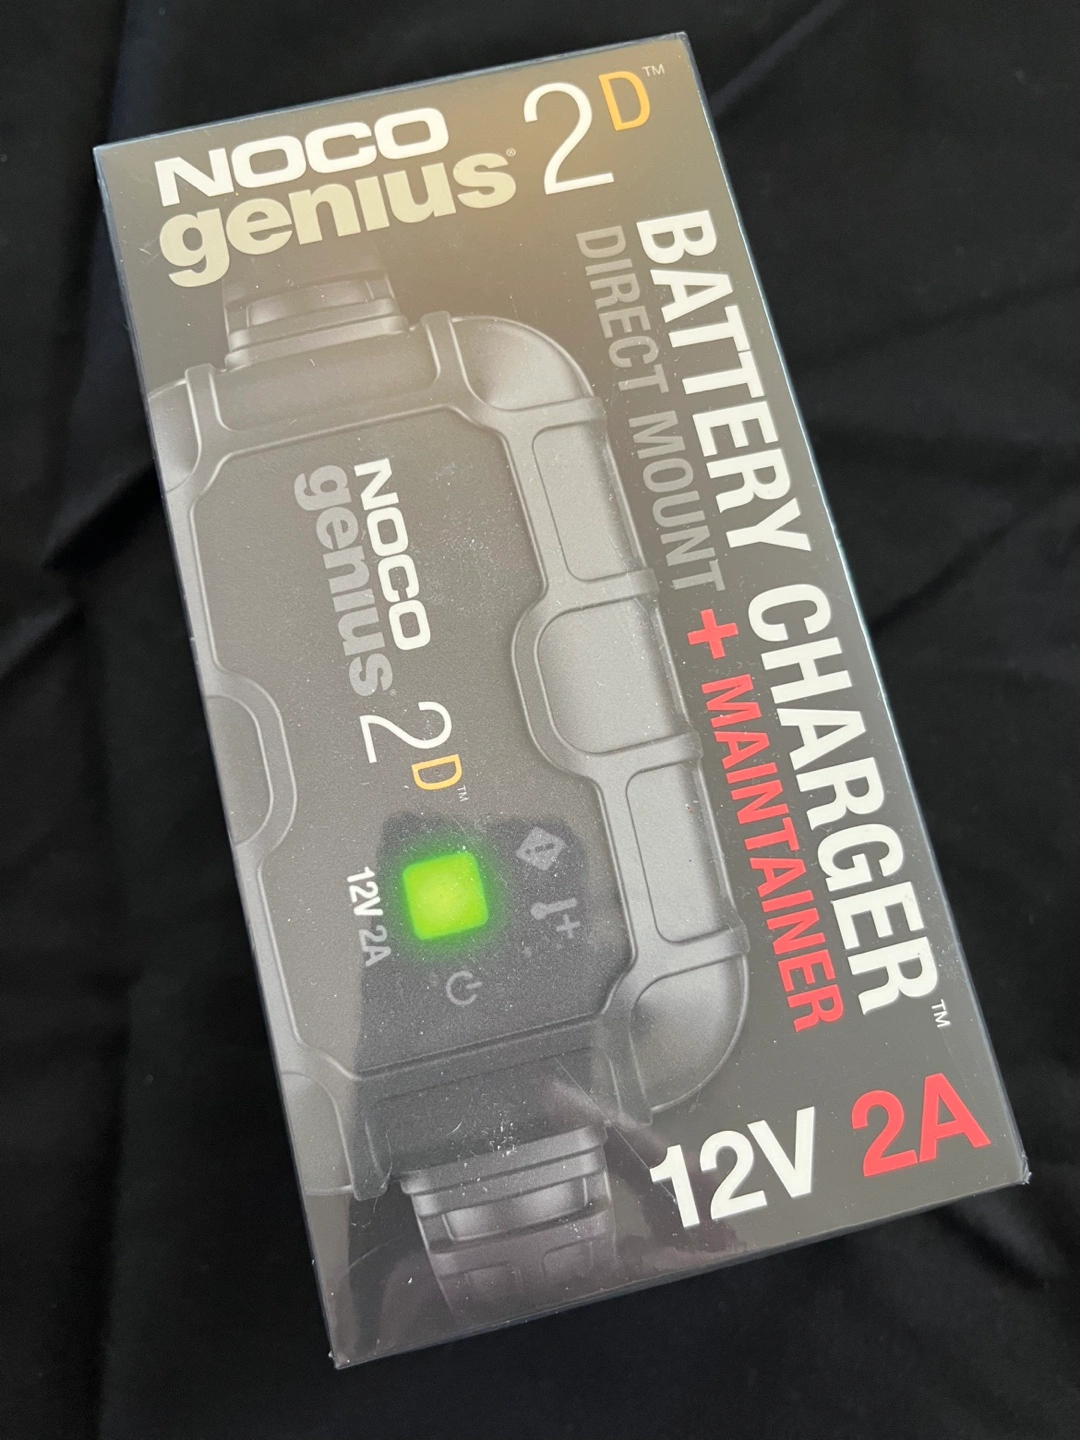 NOCO
genius® 2D™
BATTERY CHARGER™
DIRECT MOUNT + MAINTAINER
NOCO
genius® 2D™
12V 2A
12V 2A